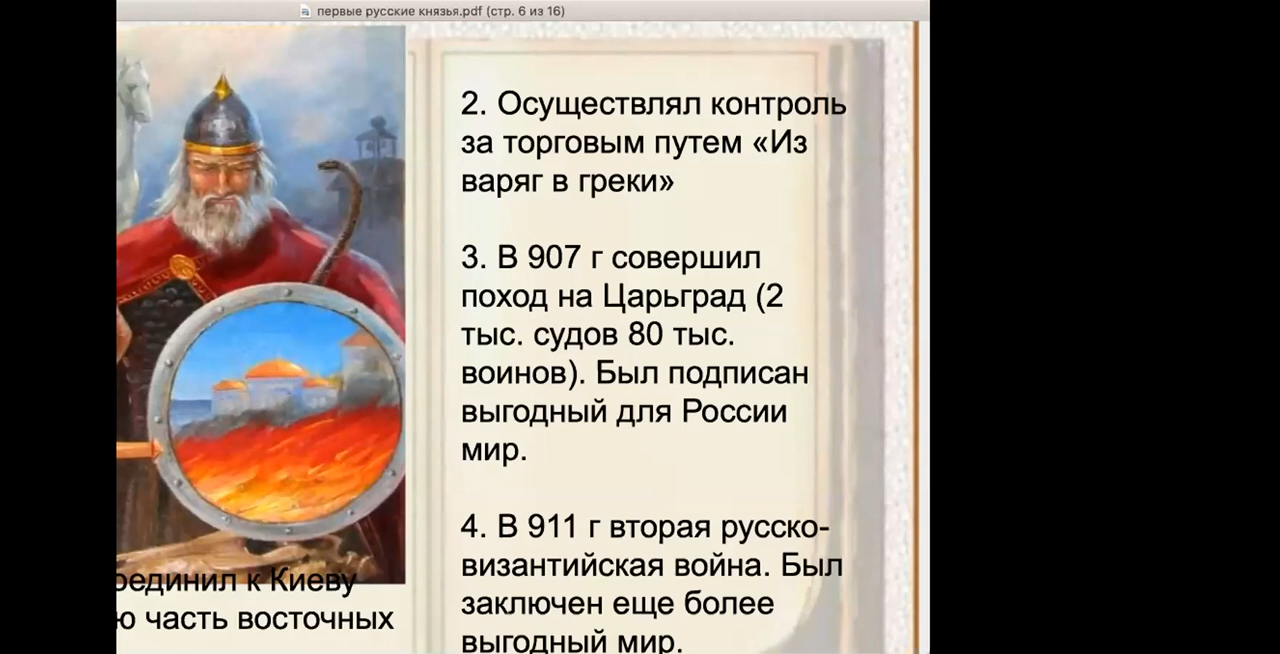 первые русские князья.pdf (стр. 6 из 16)
2. Осуществлял контроль
за торговым путем «Из
варяг в греки»
3. В 907 г совершил
поход на Царьград (2
тыс. судов 80 тыс.
воинов). Был подписан
выгодный для России
мир.
4. В 911 г вторая русско-
византийская война. Был
заключен еще более
выгодный мир.
оединил к Киеву
ю часть восточных